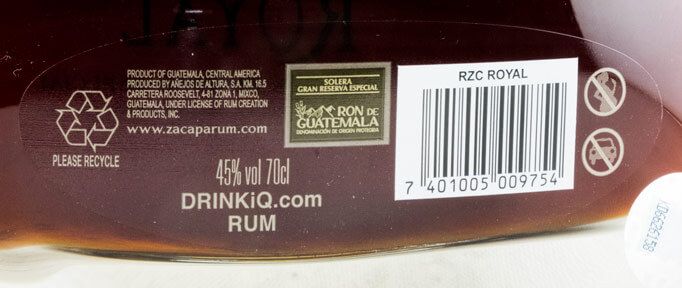 ROYAL
PRODUCT OF GUATEMALA, CENTRAL AMERICA
PRODUCED BY AÑEJOS DE ALTURA, S.A. KM. 16.5
CARRETERA ROOSEVELT, 4-81 ZONA 1, MIXCO,
GUATEMALA, UNDER LICENSE OF RUM CREATION
& PRODUCTS, INC.
www.zacaparum.com
PLEASE RECYCLE
SOLERA
GRAN RESERVA ESPECIAL
RON DE
GUATEMALA
DENOMINACIÓN DE ORIGEN PROTEGIDA
45% vol 70cl
DRINKiQ.com
RUM
RZC ROYAL
7 401005 009754